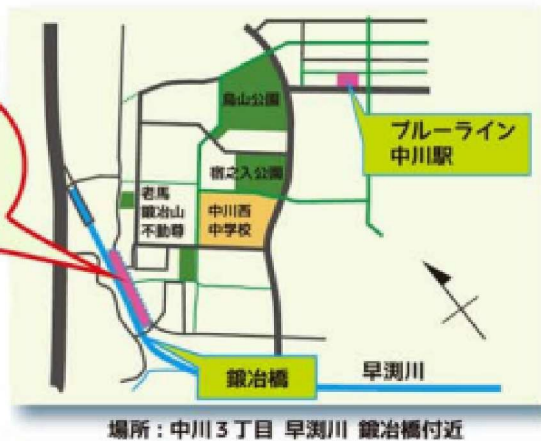 烏山公園
ブルーライン
中川駅
宿之入公園
老馬
鍛冶山
不動尊
中川西
中学校
鍛冶橋
早渕川
場所：中川３丁目 早渕川 鍛冶橋付近